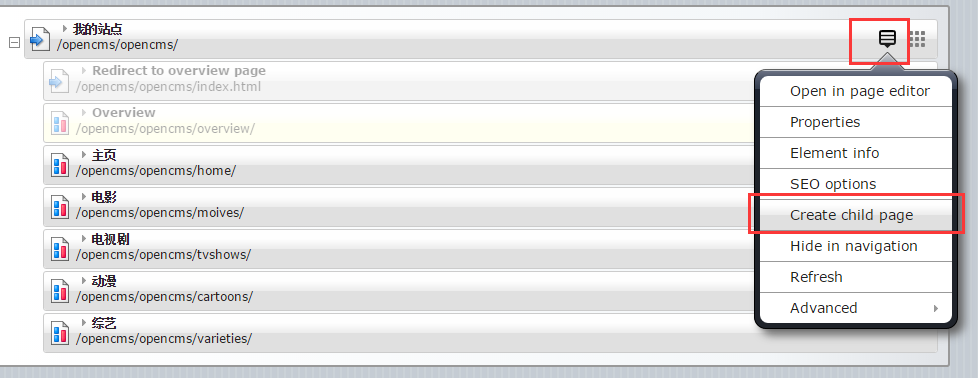 我的站点
/opencms/opencms/
Redirect to overview page
/opencms/opencms/index.html
Overview
/opencms/opencms/overview/
主页
/opencms/opencms/home/
电影
/opencms/opencms/moives/
电视剧
/opencms/opencms/tvshows/
动漫
/opencms/opencms/cartoons/
综艺
/opencms/opencms/varieties/
Open in page editor
Properties
Element info
SEO options
Create child page
Hide in navigation
Refresh
Advanced